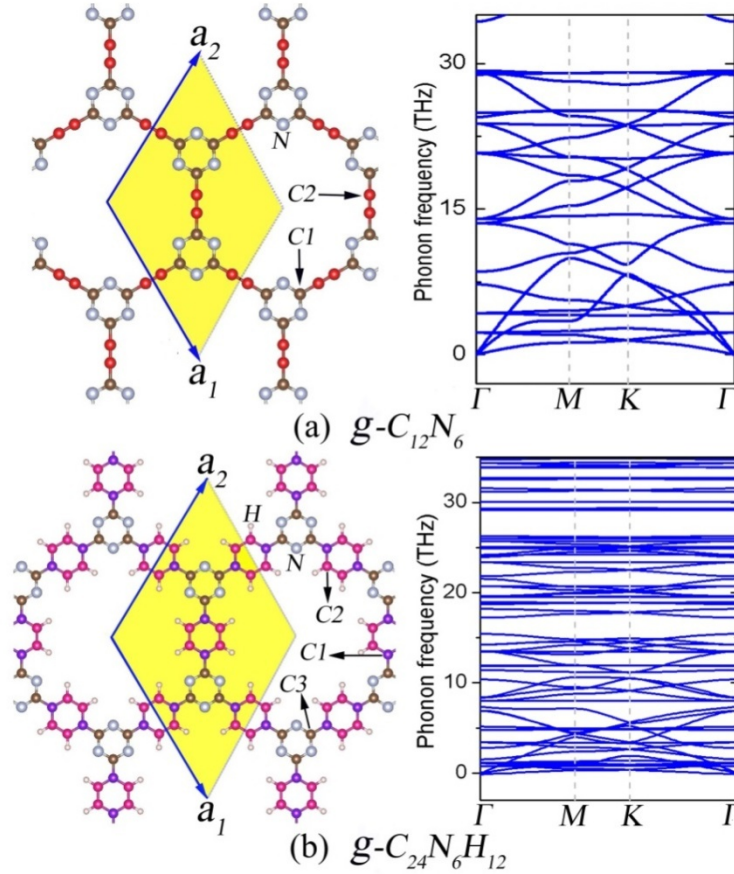 a2
N
C2
C1
a1
Phonon frequency (THz)
30
15
0
Γ M K Γ
(a) g-C12N6
a2
H
N
C2
C1
C3
a1
Phonon frequency (THz)
30
20
10
0
Γ M K Γ
(b) g-C24N6H12